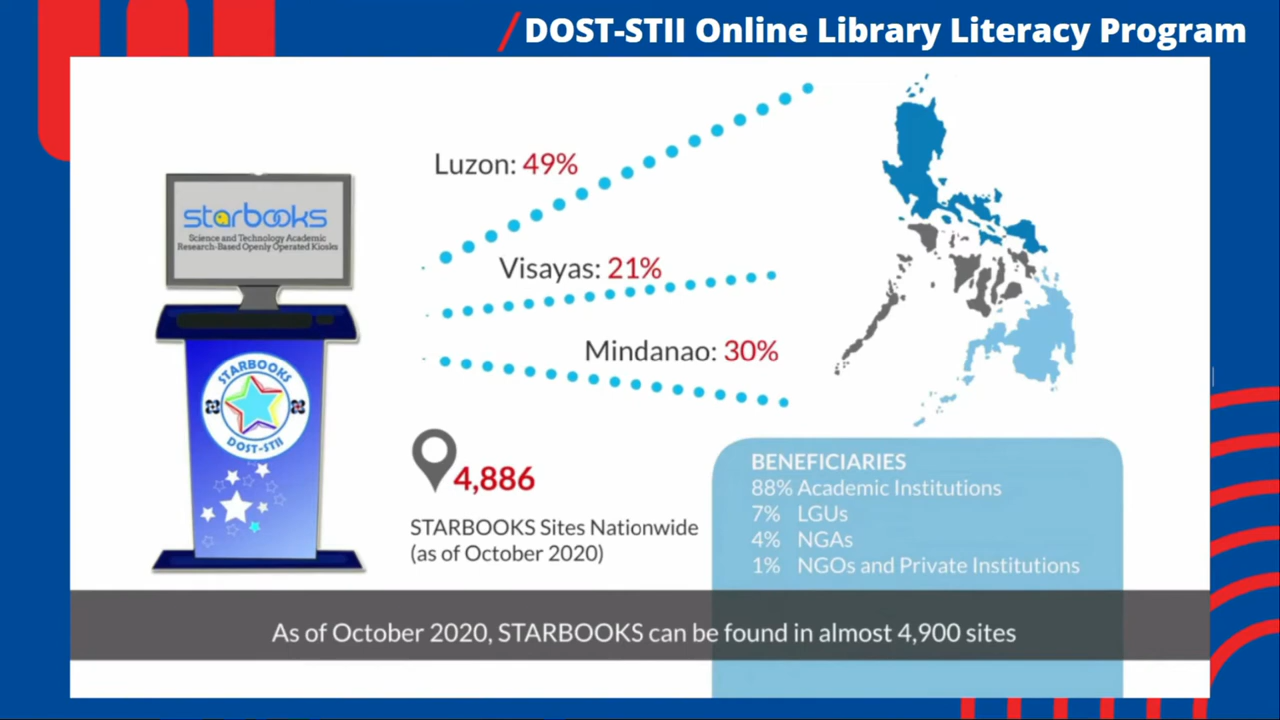 /DOST-STII Online Library Literacy Program
starbooks
Science and Technology Academic
Research-Based Openly Operated Kiosks
STARBOOKS
DOST-STII
Luzon: 49%
Visayas: 21%
Mindanao: 30%
4,886
STARBOOKS Sites Nationwide
(as of October 2020)
BENEFICIARIES
88% Academic Institutions
7% LGUs
4% NGAs
1% NGOs and Private Institutions
As of October 2020, STARBOOKS can be found in almost 4,900 sites